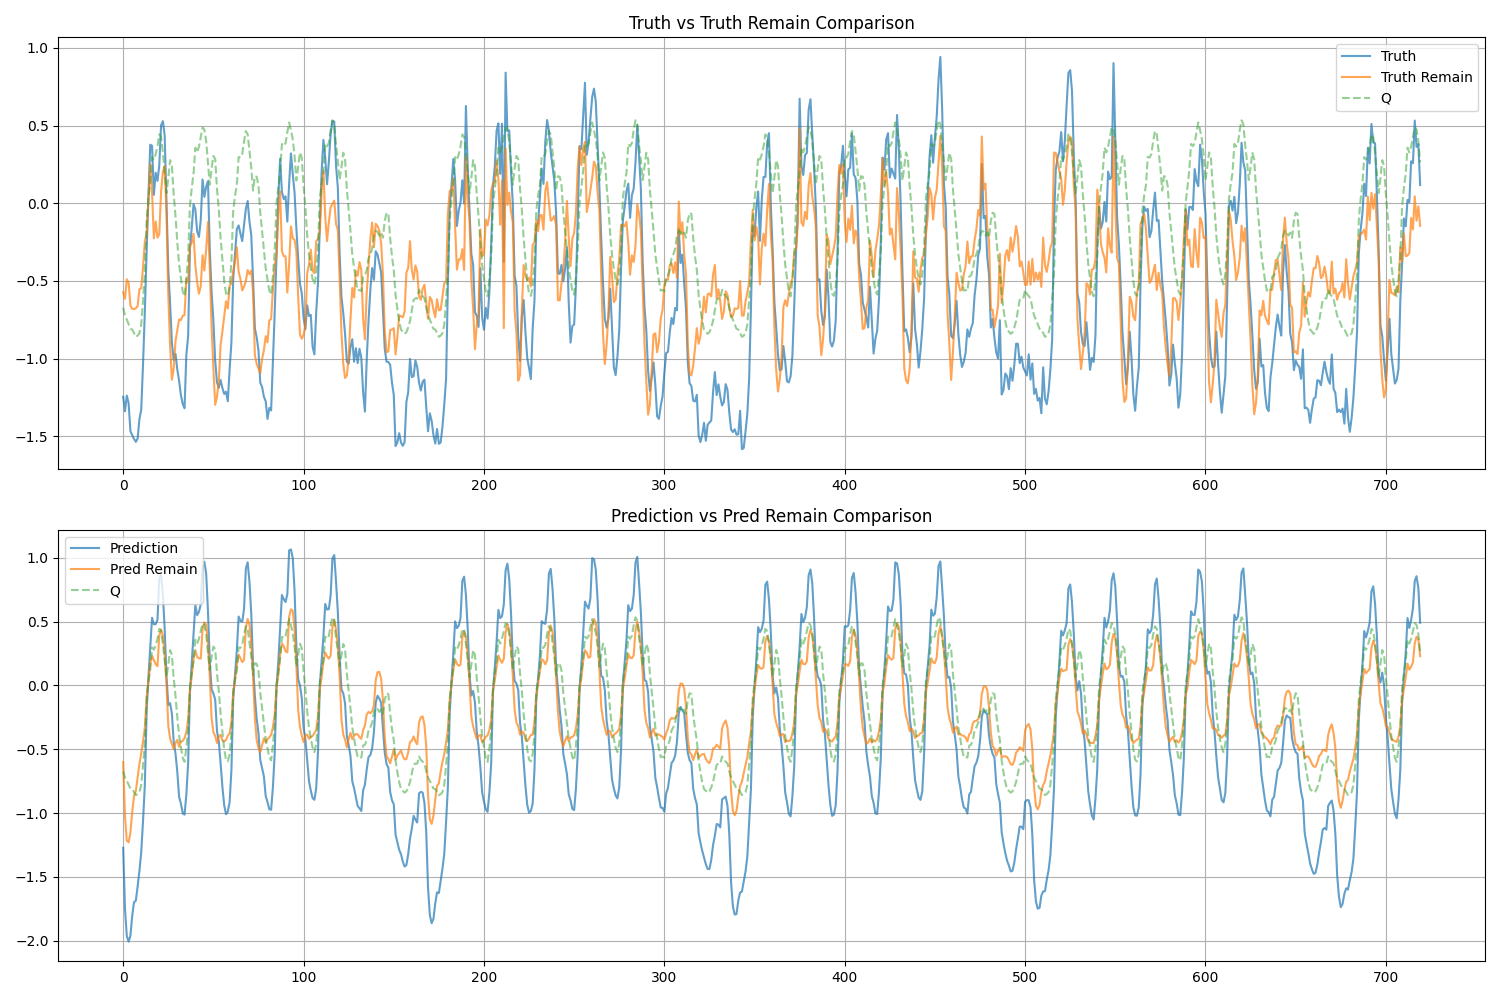 Truth vs Truth Remain Comparison
1.0
0.5
0.0
−0.5
−1.0
−1.5
Truth
Truth Remain
Q
0 100 200 300 400 500 600 700
Prediction vs Pred Remain Comparison
1.0
0.5
0.0
−0.5
−1.0
−1.5
−2.0
Prediction
Pred Remain
Q
0 100 200 300 400 500 600 700